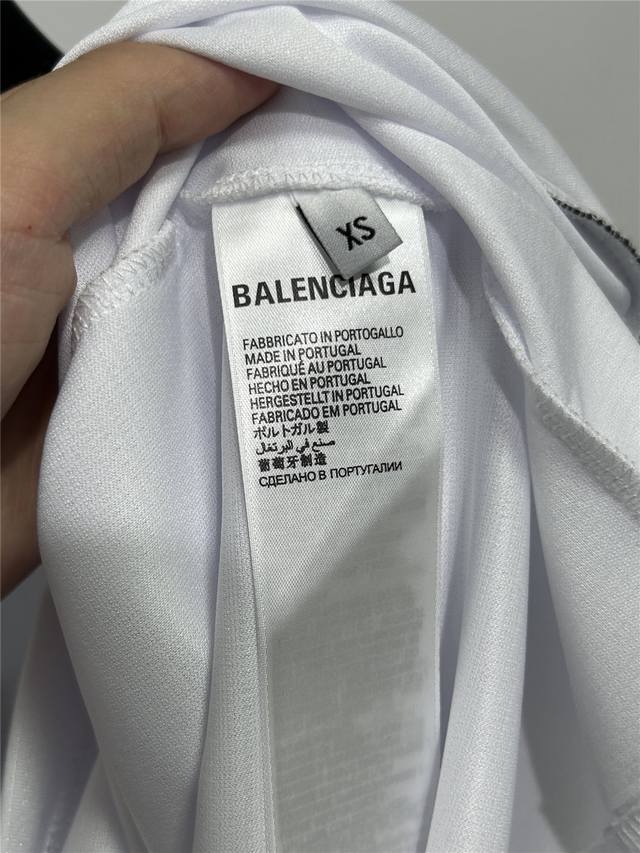 XS
BALENCIAGA
FABBRICATO IN PORTOGALLO
MADE IN PORTUGAL
FABRIQUÉ AU PORTUGAL
HECHO EN PORTUGAL
HERGESTELLT IN PORTUGAL
FABRICADO EM PORTUGAL
ポルトガル製
صنع في البرتغال
葡萄牙制造
СДЕЛАНО В ПОРТУГАЛИИ